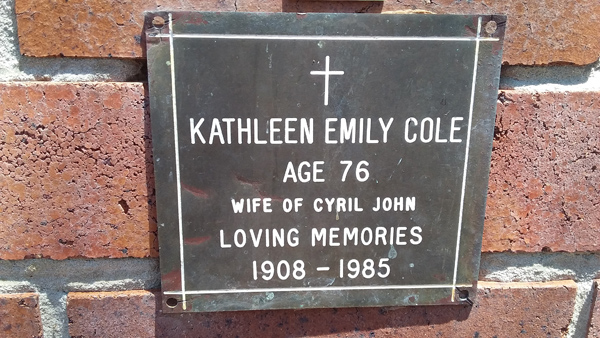 KATHLEEN EMILY COLE
AGE 76
WIFE OF CYRIL JOHN
LOVING MEMORIES
1908 - 1985